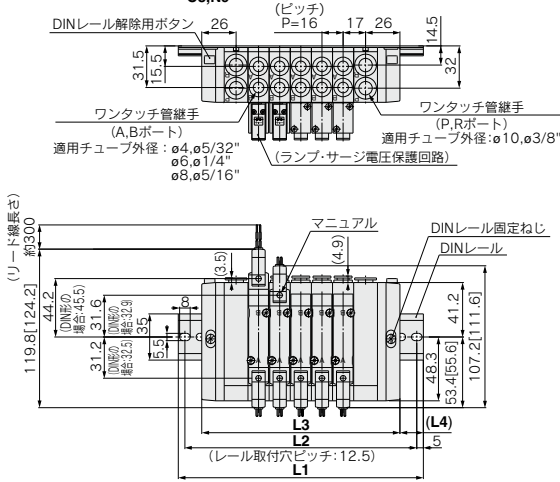 (ピッチ)
DINレール解除用ボタン
26
P=16
17
26
14.5
31.5
15.5
32
ワンタッチ管継手
(A,Bポート)
適用チューブ外径：ø4,ø5/32"
ø6,ø1/4"
ø8,ø5/16"
(ランプ・サージ電圧保護回路)
ワンタッチ管継手
(P,Rポート)
適用チューブ外径:ø10,ø3/8"
(リード線長さ)
約300
マニュアル
DINレール固定ねじ
DINレール
(3.5)
(4.9)
119.8[124.2]
44.2
(DIN形の場合:45.5)
31.6
(DIN形の場合:32.9)
31.2
(DIN形の場合:32.5)
8
35
5.5
41.2
48.3
53.4[55.6]
107.2[111.6]
L3
(L4)
L2
5
(レール取付穴ピッチ:12.5)
L1